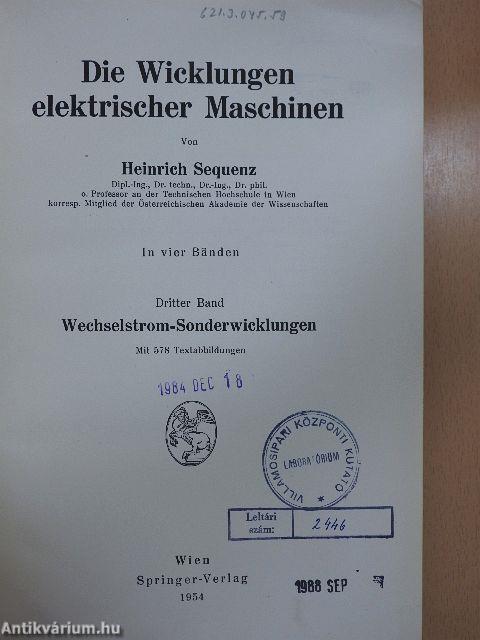 621.3.045.59
Die Wicklungen
elektrischer Maschinen
Von
Heinrich Sequenz
Dipl.-Ing., Dr. techn., Dr.-Ing., Dr. phil.
o. Professor an der Technischen Hochschule in Wien
korresp. Mitglied der Österreichischen Akademie der Wissenschaften
In vier Bänden
Dritter Band
Wechselstrom-Sonderwicklungen
Mit 578 Textabbildungen
1984 DEC 18
VILLAMOSIPARI KÖZPONTI KUTATÓ
LABORATÓRIUM
Leltári
szám:
2446
Wien
Springer-Verlag
1954
1988 SEP
Antikvárium.hu